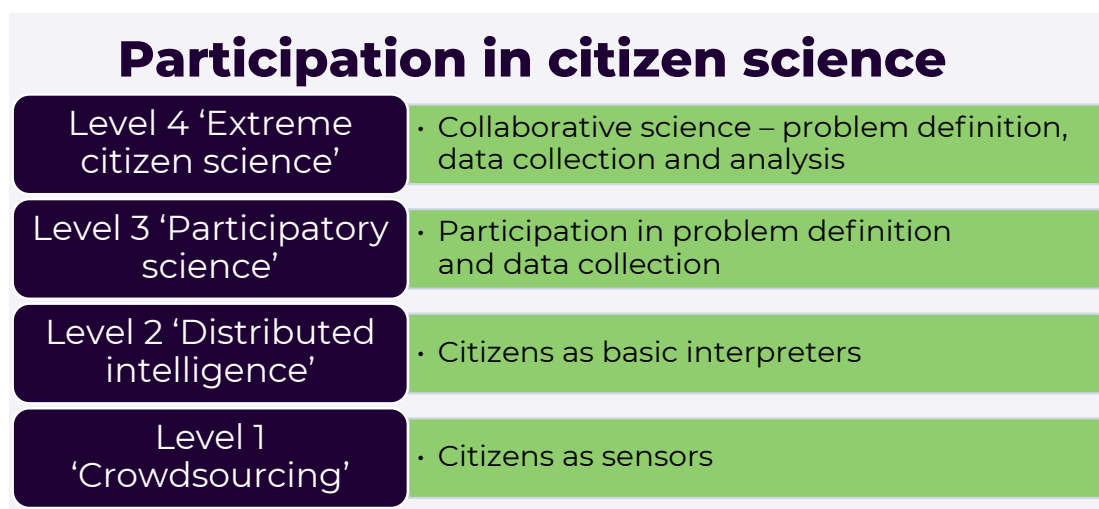 Participation in citizen science
Level 4 ‘Extreme
citizen science’
• Collaborative science – problem definition,
data collection and analysis
Level 3 ‘Participatory
science’
• Participation in problem definition
and data collection
Level 2 ‘Distributed
intelligence’
• Citizens as basic interpreters
Level 1
‘Crowdsourcing’
• Citizens as sensors